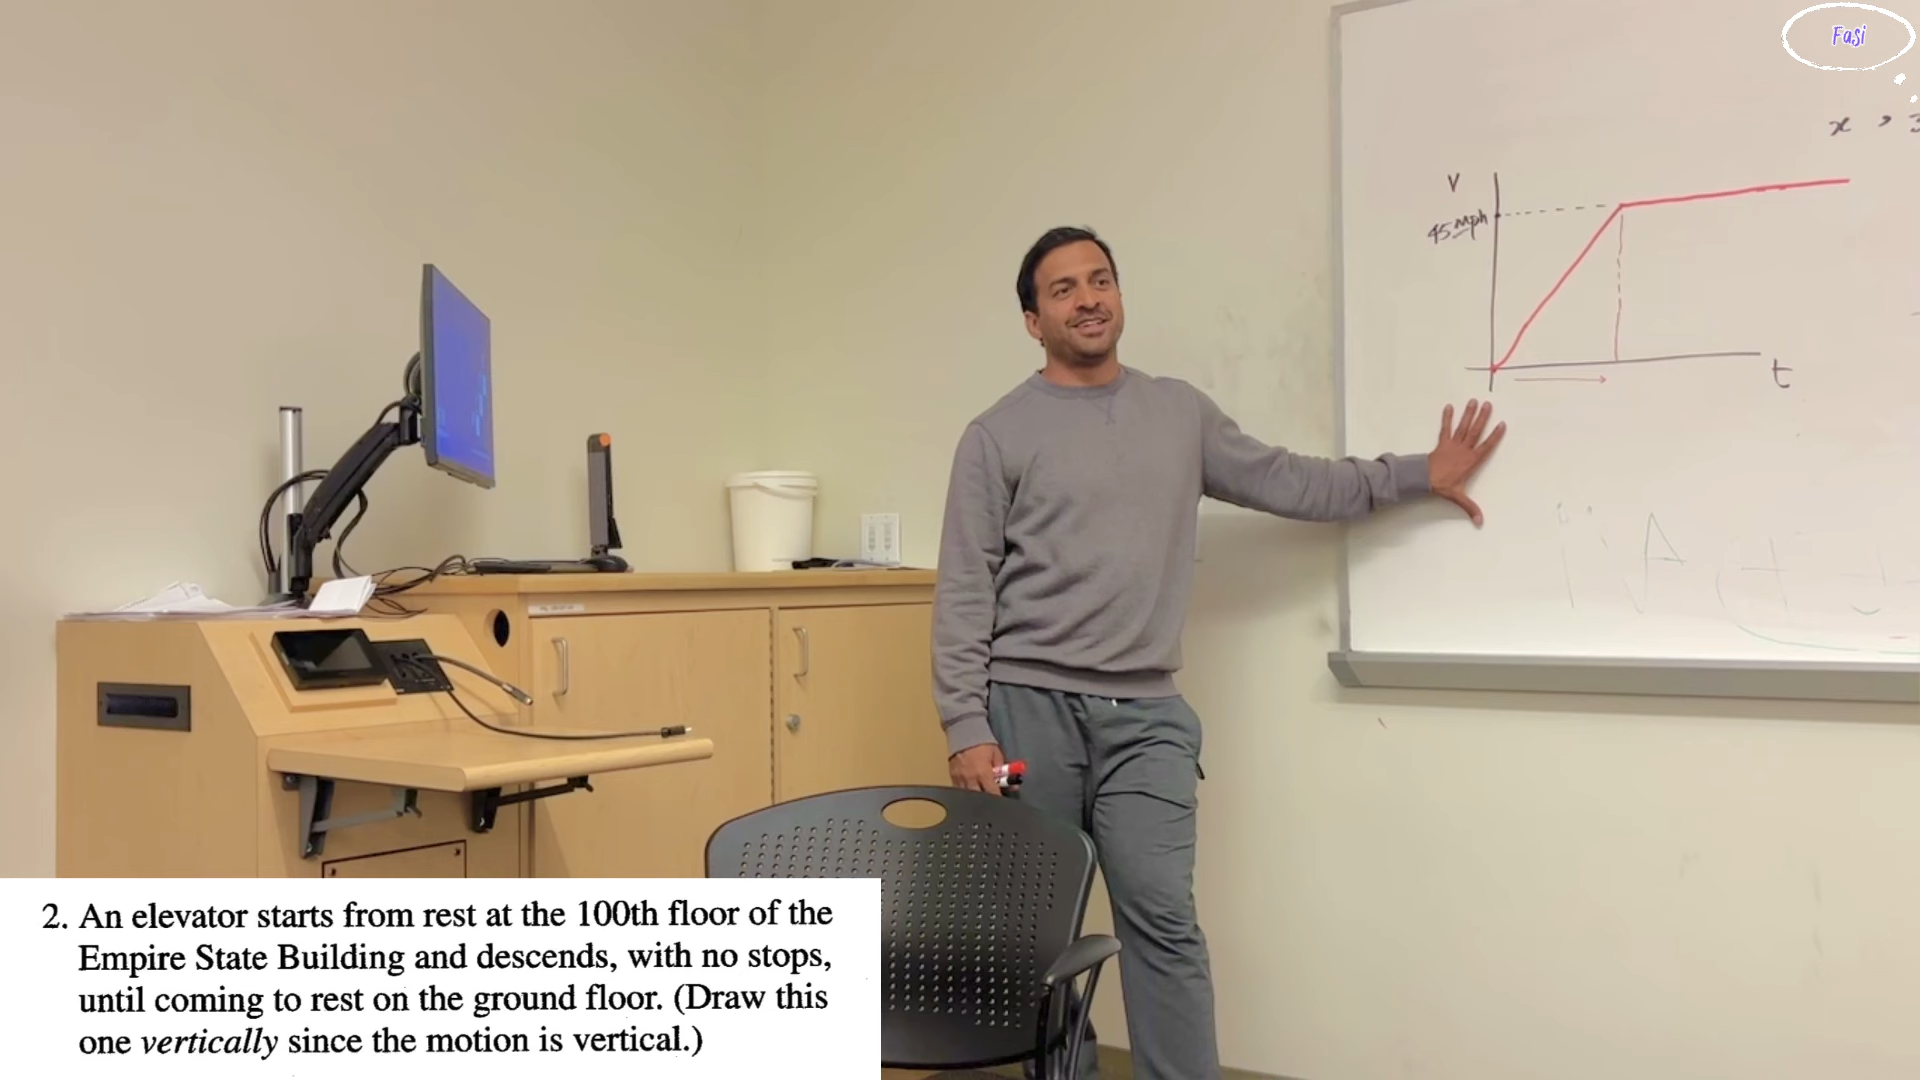 Fasi
x , 3
V
45 mph
t
2. An elevator starts from rest at the 100th floor of the
Empire State Building and descends, with no stops,
until coming to rest on the ground floor. (Draw this
one vertically since the motion is vertical.)